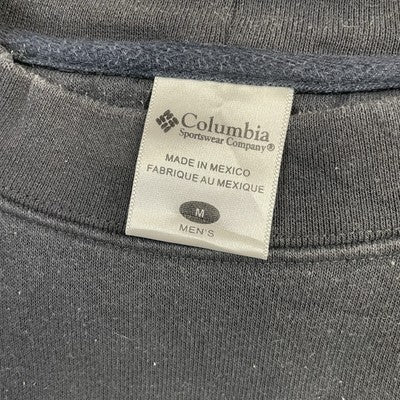 Columbia
Sportswear Company®
MADE IN MEXICO
FABRIQUE AU MEXIQUE
M
MEN'S